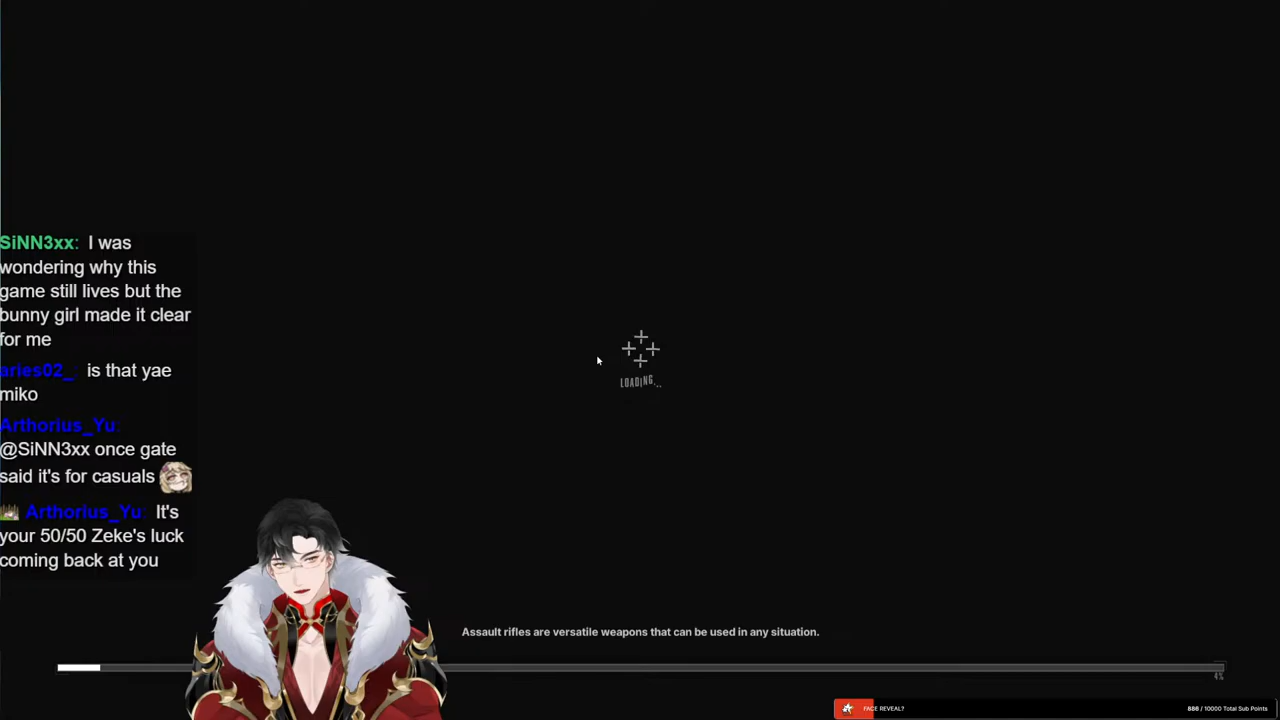 SiNN3xx: I was
wondering why this
game still lives but the
bunny girl made it clear
for me
aries02_: is that yae
miko
Arthorius_Yu:
@SiNN3xx once gate
said it's for casuals
Arthorius_Yu: It's
your 50/50 Zeke's luck
coming back at you
LOADING...
Assault rifles are versatile weapons that can be used in any situation.
4%
FACE REVEAL?
886 / 10000 Total Sub Points